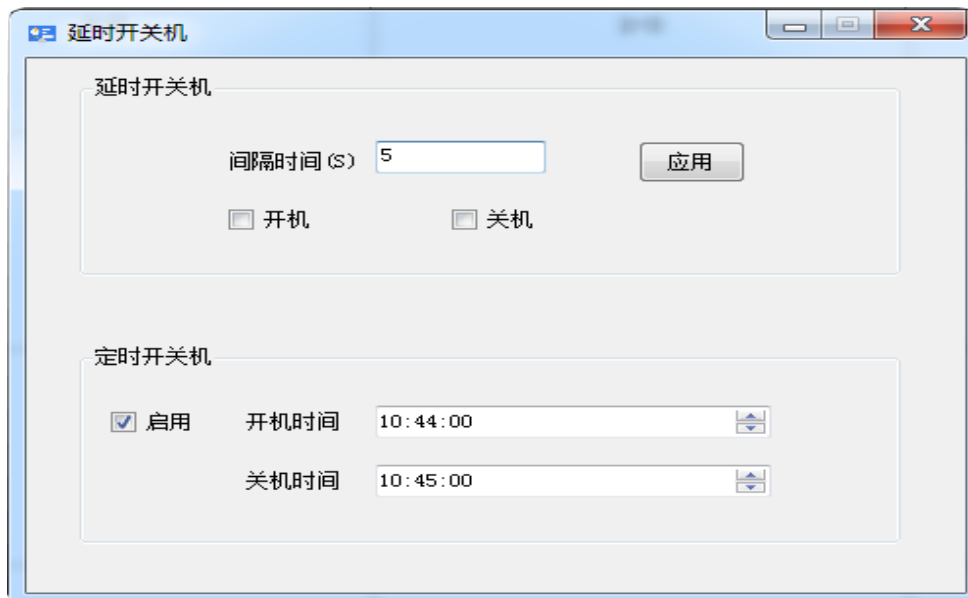 延时开关机
延时开关机
间隔时间(S) 5 应用
开机 关机
定时开关机
启用 开机时间 10:44:00
关机时间 10:45:00